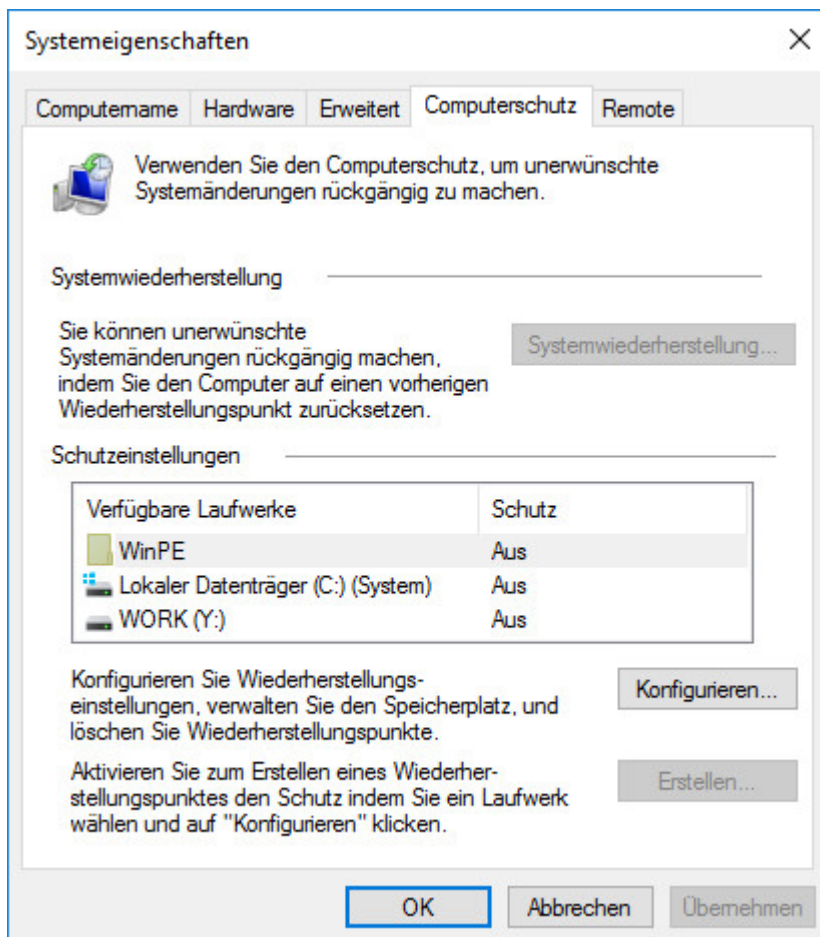 Systemeigenschaften
Computername Hardware Erweitert Computerschutz Remote
Verwenden Sie den Computerschutz, um unerwünschte
Systemänderungen rückgängig zu machen.
Systemwiederherstellung
Sie können unerwünschte
Systemänderungen rückgängig machen,
indem Sie den Computer auf einen vorherigen
Wiederherstellungspunkt zurücksetzen.
Systemwiederherstellung...
Schutzeinstellungen
Verfügbare Laufwerke Schutz
WinPE Aus
Lokaler Datenträger (C:) (System) Aus
WORK (Y:) Aus
Konfigurieren Sie Wiederherstellungs-
einstellungen, verwalten Sie den Speicherplatz, und
löschen Sie Wiederherstellungspunkte.
Konfigurieren...
Aktivieren Sie zum Erstellen eines Wiederher-
stellungspunktes den Schutz indem Sie ein Laufwerk
wählen und auf "Konfigurieren" klicken.
Erstellen...
OK Abbrechen Übernehmen